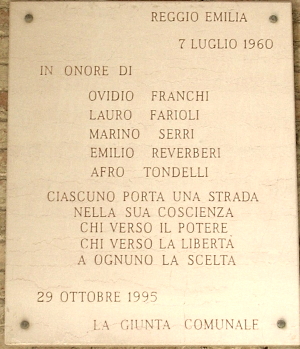 REGGIO EMILIA
7 LUGLIO 1960
IN ONORE DI
OVIDIO FRANCHI
LAURO FARIOLI
MARINO SERRI
EMILIO REVERBERI
AFRO TONDELLI
CIASCUNO PORTA UNA STRADA
NELLA SUA COSCIENZA
CHI VERSO IL POTERE
CHI VERSO LA LIBERTÀ
A OGNUNO LA SCELTA
29 OTTOBRE 1995
LA GIUNTA COMUNALE